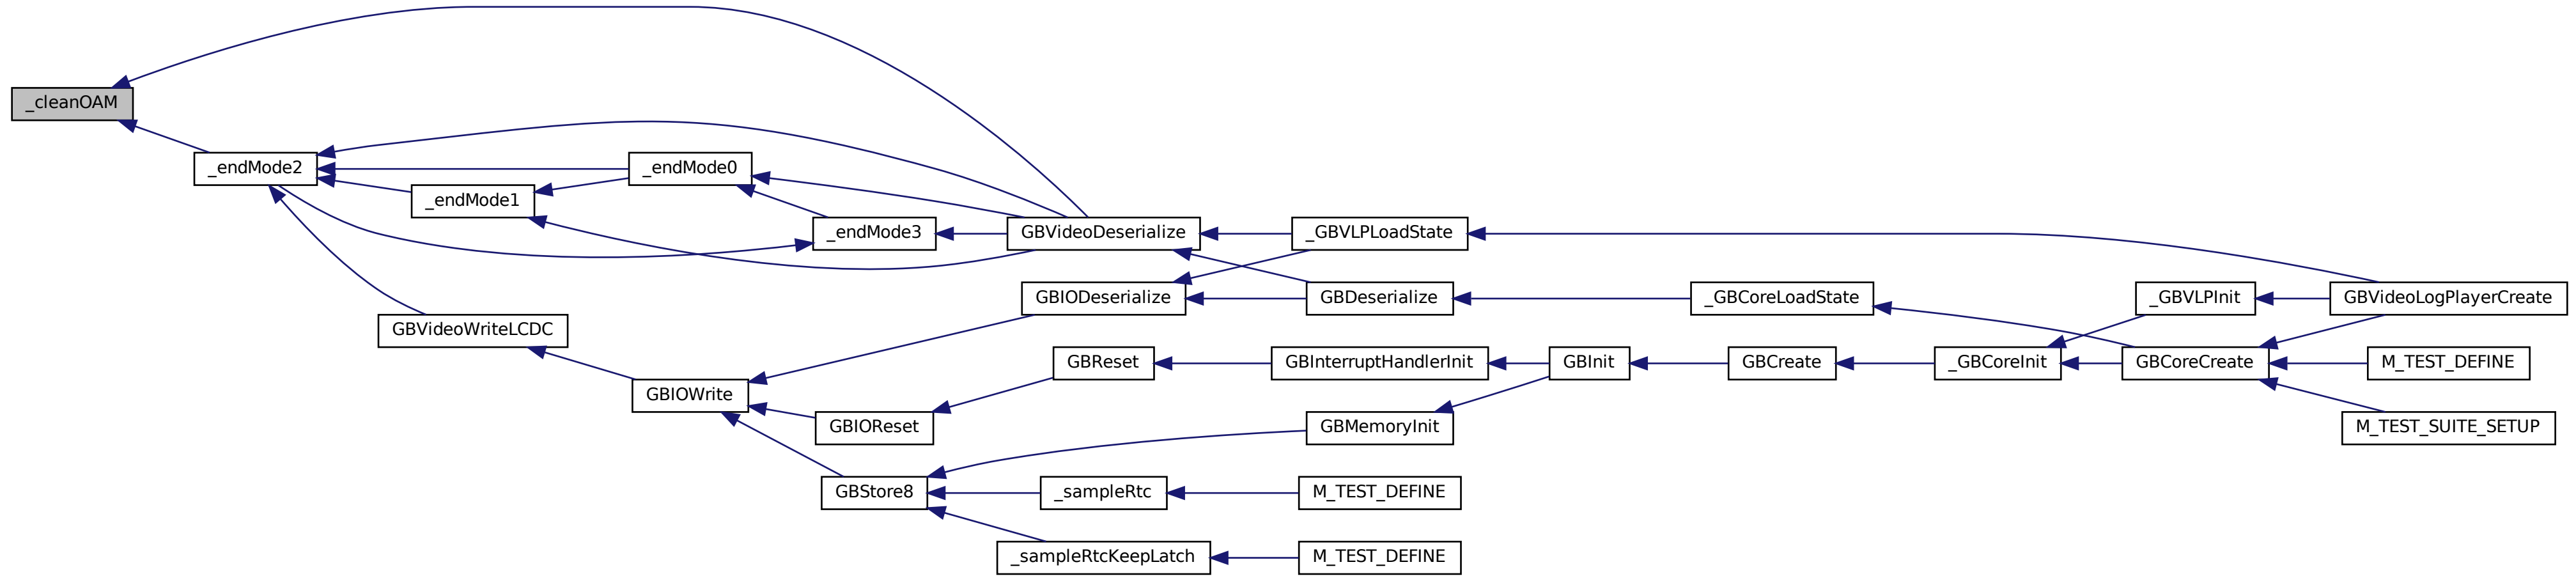 _cleanOAM
_endMode2
_endMode0
_endMode1
_endMode3
GBVideoDeserialize
_GBVLPLoadState
GBIODeserialize
GBDeserialize
_GBCoreLoadState
_GBVLPInit
GBVideoLogPlayerCreate
GBVideoWriteLCDC
GBReset
GBInterruptHandlerInit
GBInit
GBCreate
_GBCoreInit
GBCoreCreate
M_TEST_DEFINE
GBIOWrite
GBIOReset
GBMemoryInit
M_TEST_SUITE_SETUP
GBStore8
_sampleRtc
M_TEST_DEFINE
_sampleRtcKeepLatch
M_TEST_DEFINE